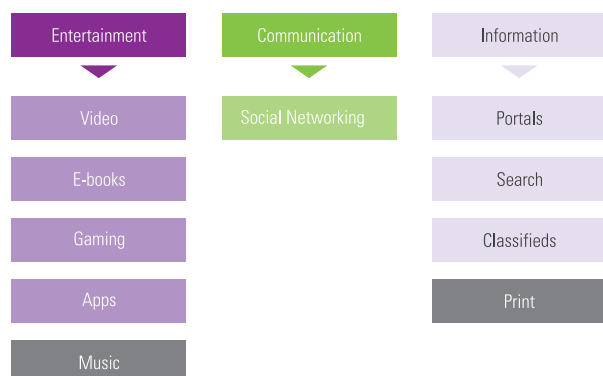 Entertainment
Communication
Information
Video
Social Networking
Portals
E-books
Search
Gaming
Classifieds
Apps
Print
Music